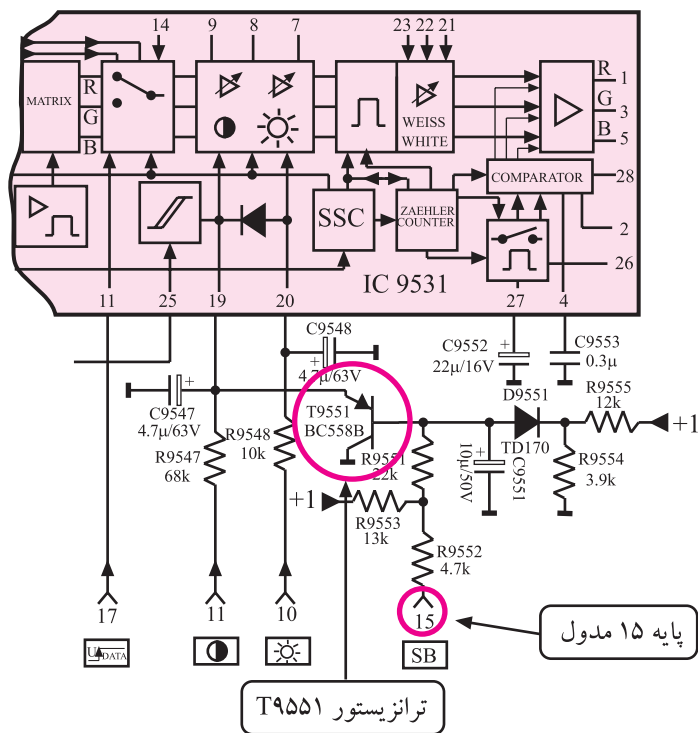 14
9
8
7
23 22 21
MATRIX
R
G
B
WEISS
WHITE
R
1
G
3
B
5
SSC
ZAEHLER
COUNTER
COMPARATOR
28
2
26
IC 9531
11
25
19
20
27
4
C9548
4.7µ/63V
C9547
4.7µ/63V
T9551
BC558B
C9552
22µ/16V
C9553
0.3µ
D9551
TD170
R9555
12k
+1
R9554
3.9k
C9551
10µ/50V
R9547
68k
R9548
10k
R9551
22k
+1
R9553
13k
R9552
4.7k
17
11
10
15
U DATA
SB
پایه ۱۵ مدول
ترانزیستور T۹۵۵۱